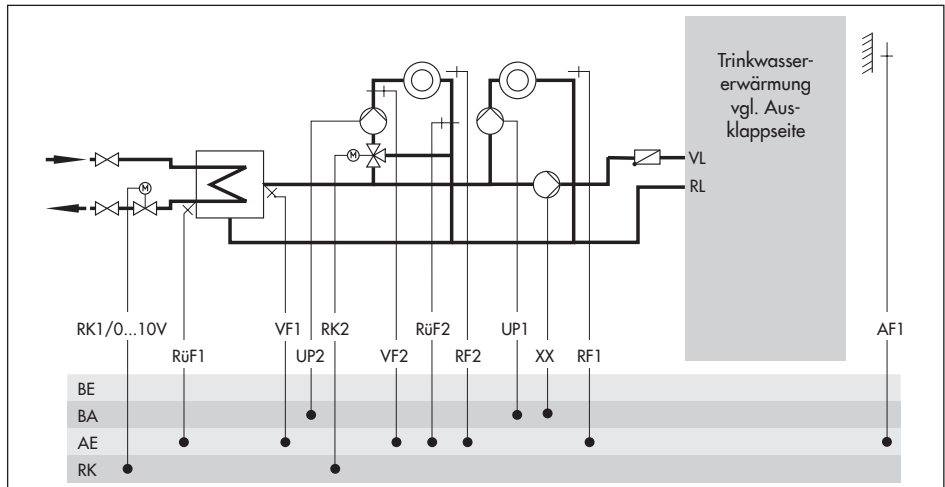 Trinkwasser-
erwärmung
vgl. Aus-
klappseite
VL
RL
M
M
RK1/0...10V
RüF1
VF1
UP2
RK2
VF2
RüF2
RF2
UP1
XX
RF1
AF1
BE
BA
AE
RK